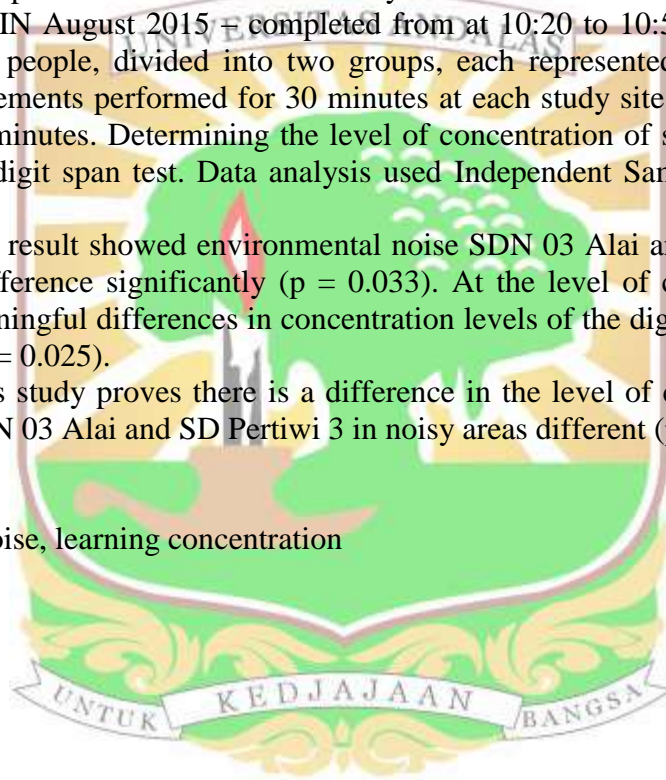 IN August 2015 – completed from at 10:20 to 10:5
people, divided into two groups, each represented
ements performed for 30 minutes at each study site
minutes. Determining the level of concentration of s
digit span test. Data analysis used Independent San
result showed environmental noise SDN 03 Alai a
fference significantly (p = 0.033). At the level of c
ningful differences in concentration levels of the dig
= 0.025).
s study proves there is a difference in the level of
N 03 Alai and SD Pertiwi 3 in noisy areas different (p
oise, learning concentration
UNIVERSITAS ANDALAS
UNTUK KEDJAJAAN BANGSA